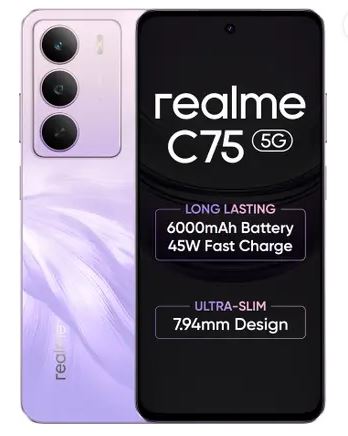 realme
C75 5G
LONG LASTING
6000mAh Battery
45W Fast Charge
ULTRA-SLIM
7.94mm Design
realme